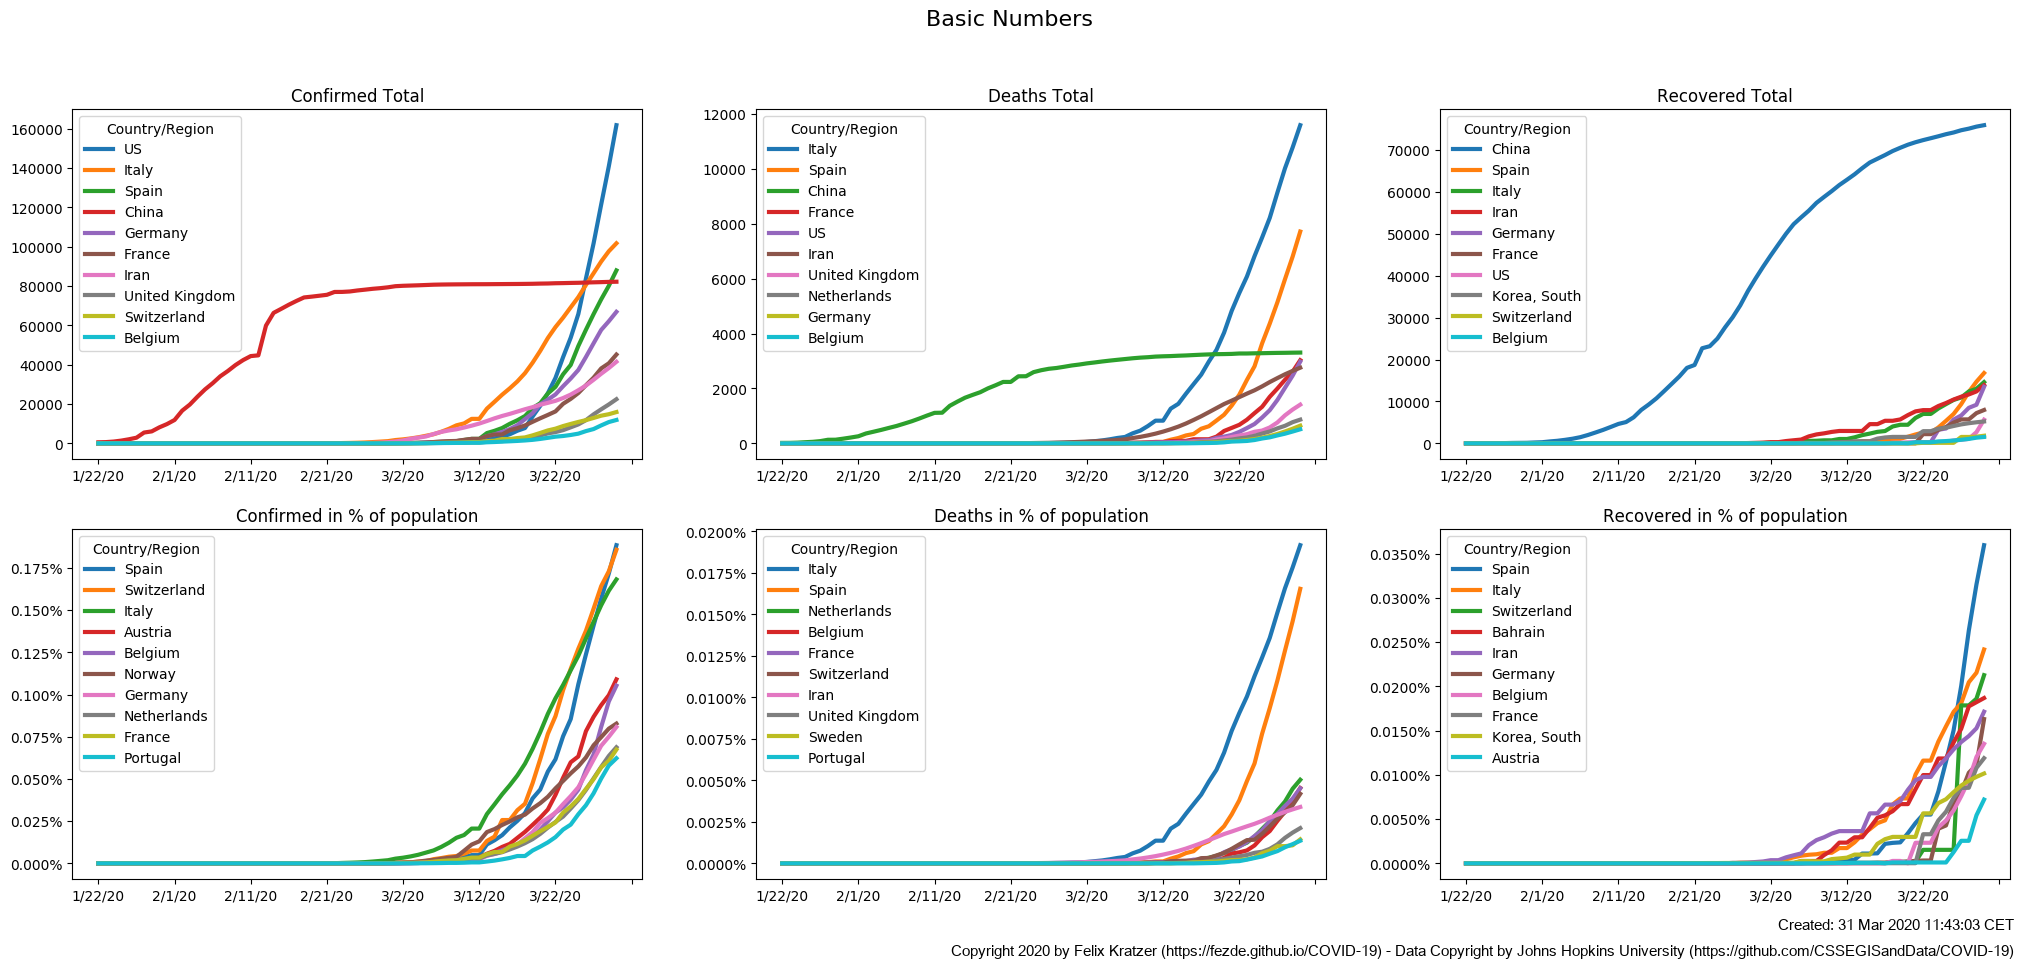 Basic Numbers
Confirmed Total
Country/Region
US
Italy
Spain
China
Germany
France
Iran
United Kingdom
Switzerland
Belgium
160000
140000
120000
100000
80000
60000
40000
20000
0
1/22/20 2/1/20 2/11/20 2/21/20 3/2/20 3/12/20 3/22/20
Deaths Total
Country/Region
Italy
Spain
China
France
US
Iran
United Kingdom
Netherlands
Germany
Belgium
12000
10000
8000
6000
4000
2000
0
1/22/20 2/1/20 2/11/20 2/21/20 3/2/20 3/12/20 3/22/20
Recovered Total
Country/Region
China
Spain
Italy
Iran
Germany
France
US
Korea, South
Switzerland
Belgium
70000
60000
50000
40000
30000
20000
10000
0
1/22/20 2/1/20 2/11/20 2/21/20 3/2/20 3/12/20 3/22/20
Confirmed in % of population
Country/Region
Spain
Switzerland
Italy
Austria
Belgium
Norway
Germany
Netherlands
France
Portugal
0.175%
0.150%
0.125%
0.100%
0.075%
0.050%
0.025%
0.000%
1/22/20 2/1/20 2/11/20 2/21/20 3/2/20 3/12/20 3/22/20
Deaths in % of population
Country/Region
Italy
Spain
Netherlands
Belgium
France
Switzerland
Iran
United Kingdom
Sweden
Portugal
0.0200%
0.0175%
0.0150%
0.0125%
0.0100%
0.0075%
0.0050%
0.0025%
0.0000%
1/22/20 2/1/20 2/11/20 2/21/20 3/2/20 3/12/20 3/22/20
Recovered in % of population
Country/Region
Spain
Italy
Switzerland
Bahrain
Iran
Germany
Belgium
France
Korea, South
Austria
0.0350%
0.0300%
0.0250%
0.0200%
0.0150%
0.0100%
0.0050%
0.0000%
1/22/20 2/1/20 2/11/20 2/21/20 3/2/20 3/12/20 3/22/20
Created: 31 Mar 2020 11:43:03 CET
Copyright 2020 by Felix Kratzer (https://fezde.github.io/COVID-19) - Data Copyright by Johns Hopkins University (https://github.com/CSSEGISandData/COVID-19)